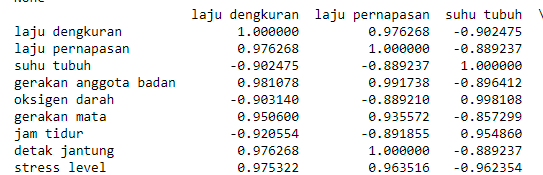 None
laju dengkuran laju pernapasan suhu tubuh \
laju dengkuran 1.000000 0.976268 -0.902475
laju pernapasan 0.976268 1.000000 -0.889237
suhu tubuh -0.902475 -0.889237 1.000000
gerakan anggota badan 0.981078 0.991738 -0.896412
oksigen darah -0.903140 -0.889210 0.998108
gerakan mata 0.950600 0.935572 -0.857299
jam tidur -0.920554 -0.891855 0.954860
detak jantung 0.976268 1.000000 -0.889237
stress level 0.975322 0.963516 -0.962354